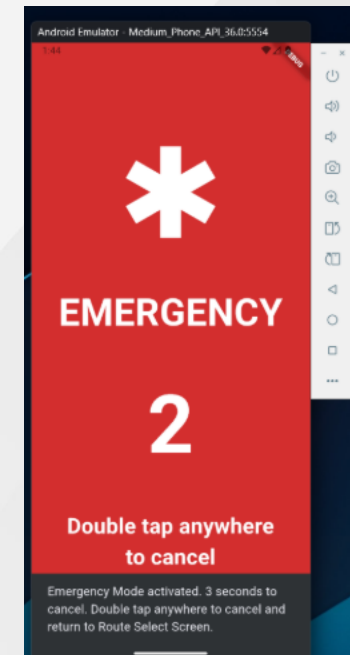 Android Emulator - Medium_Phone_API_36.0:5554
1:44
DEBUG
EMERGENCY
2
Double tap anywhere
to cancel
Emergency Mode activated. 3 seconds to
cancel. Double tap anywhere to cancel and
return to Route Select Screen.